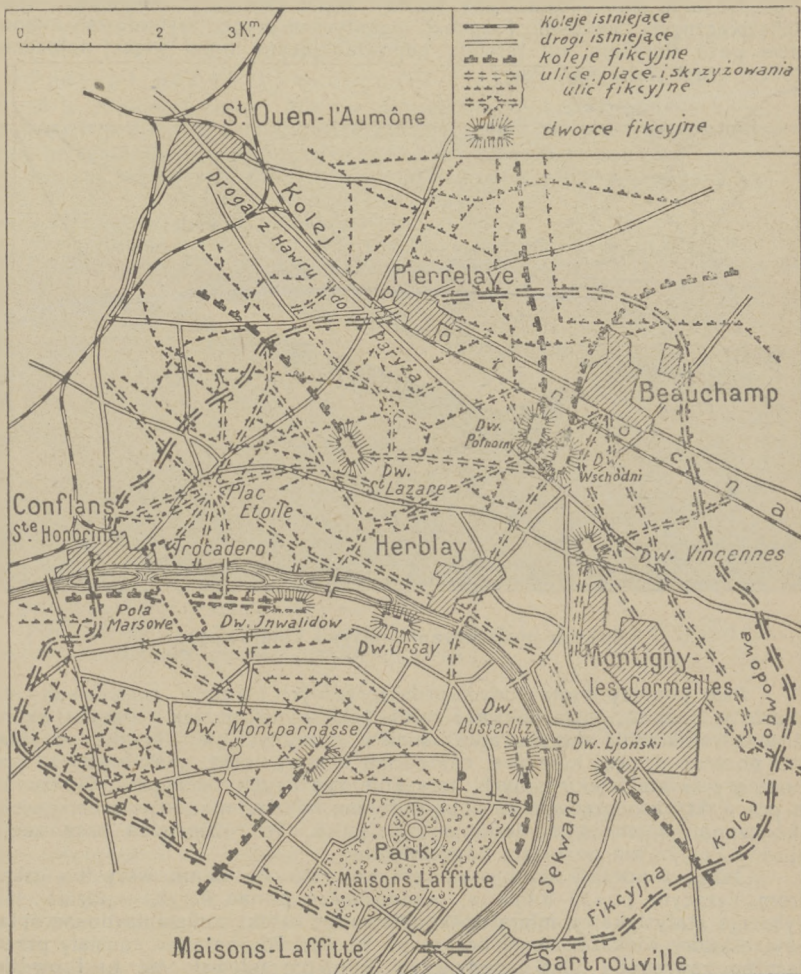 0 1 2 3 Km
koleje istniejące
drogi istniejące
koleje fikcyjne
ulice, place i skrzyżowania
ulic fikcyjne
dworce fikcyjne
St. Ouen-l'Aumône
Kolej
Droga z Hawru do
Paryża
Pierrelaye
Północna
Beauchamp
Dw.
Północny
Dw.
Wschodni
Dw.
St Lazare
Plac
Etoile
Conflans
Ste Honorine
Trocadero
Herblay
Dw. Vincennes
Pola
Marsowe
Dw. Inwalidów
Dw. Orsay
Montigny-
les-Cormeilles
Dw. Montparnasse
Dw.
Austerlitz
Dw. Ljoński
Park
Maisons-Laffitte
Sekwana
Fikcyjna Kolej obwodowa
Maisons-Laffitte
Sartrouville